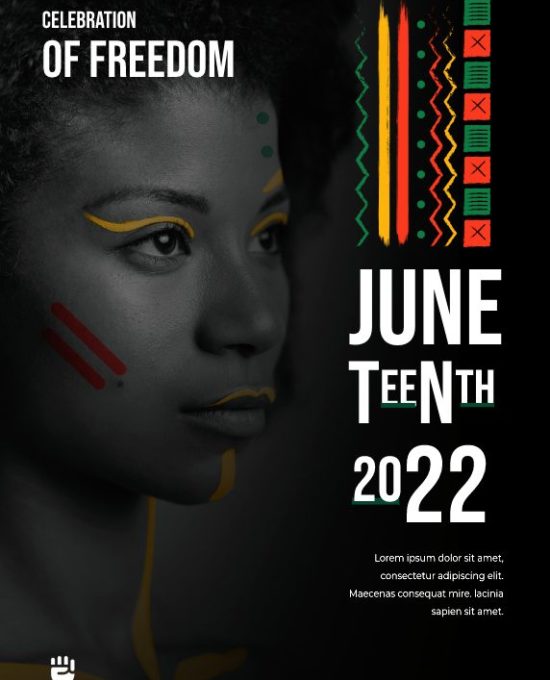 CELEBRATION
OF FREEDOM
JUNE
TEENTH
2022
Lorem ipsum dolor sit amet,
consectetur adipiscing elit.
Maecenas consequat mire. lacinia
sapien sit amet.